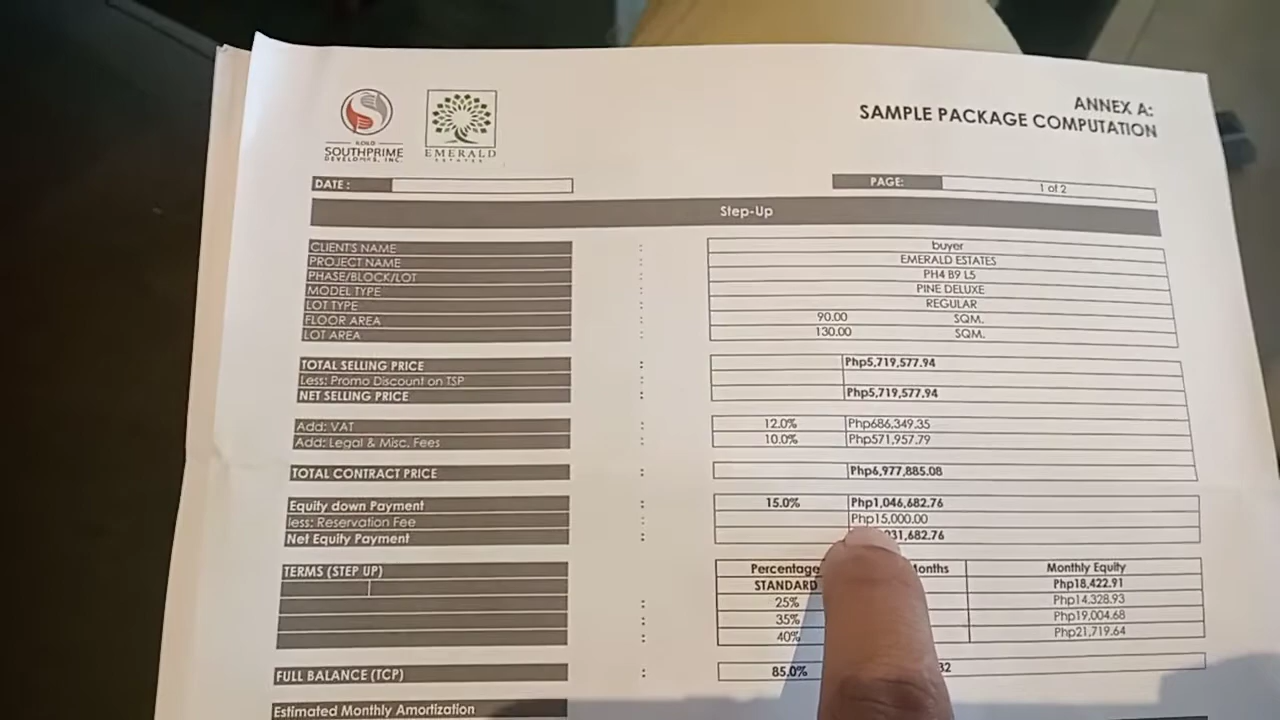 SOUTHPRIME
EMERALD
ESTATES
ANNEX A:
SAMPLE PACKAGE COMPUTATION
DATE :
PAGE: 1 of 2
Step-Up
CLIENT'S NAME : buyer
PROJECT NAME : EMERALD ESTATES
PHASE/BLOCK/LOT : PH4 B9 L5
MODEL TYPE : PINE DELUXE
LOT TYPE : REGULAR
FLOOR AREA : 90.00 SQM.
LOT AREA : 130.00 SQM.
TOTAL SELLING PRICE : Php5,719,577.94
Less: Promo Discount on TSP
NET SELLING PRICE : Php5,719,577.94
Add: VAT : 12.0% Php686,349.35
Add: Legal & Misc. Fees : 10.0% Php571,957.79
TOTAL CONTRACT PRICE : Php6,977,885.08
Equity down Payment : 15.0% Php1,046,682.76
less: Reservation Fee : Php15,000.00
Net Equity Payment : 031,682.76
TERMS (STEP UP) Percentage Months Monthly Equity
STANDARD Php18,422.91
: 25% Php14,328.93
: 35% Php19,004.68
: 40% Php21,719.64
FULL BALANCE (TCP) : 85.0% 32
Estimated Monthly Amortization